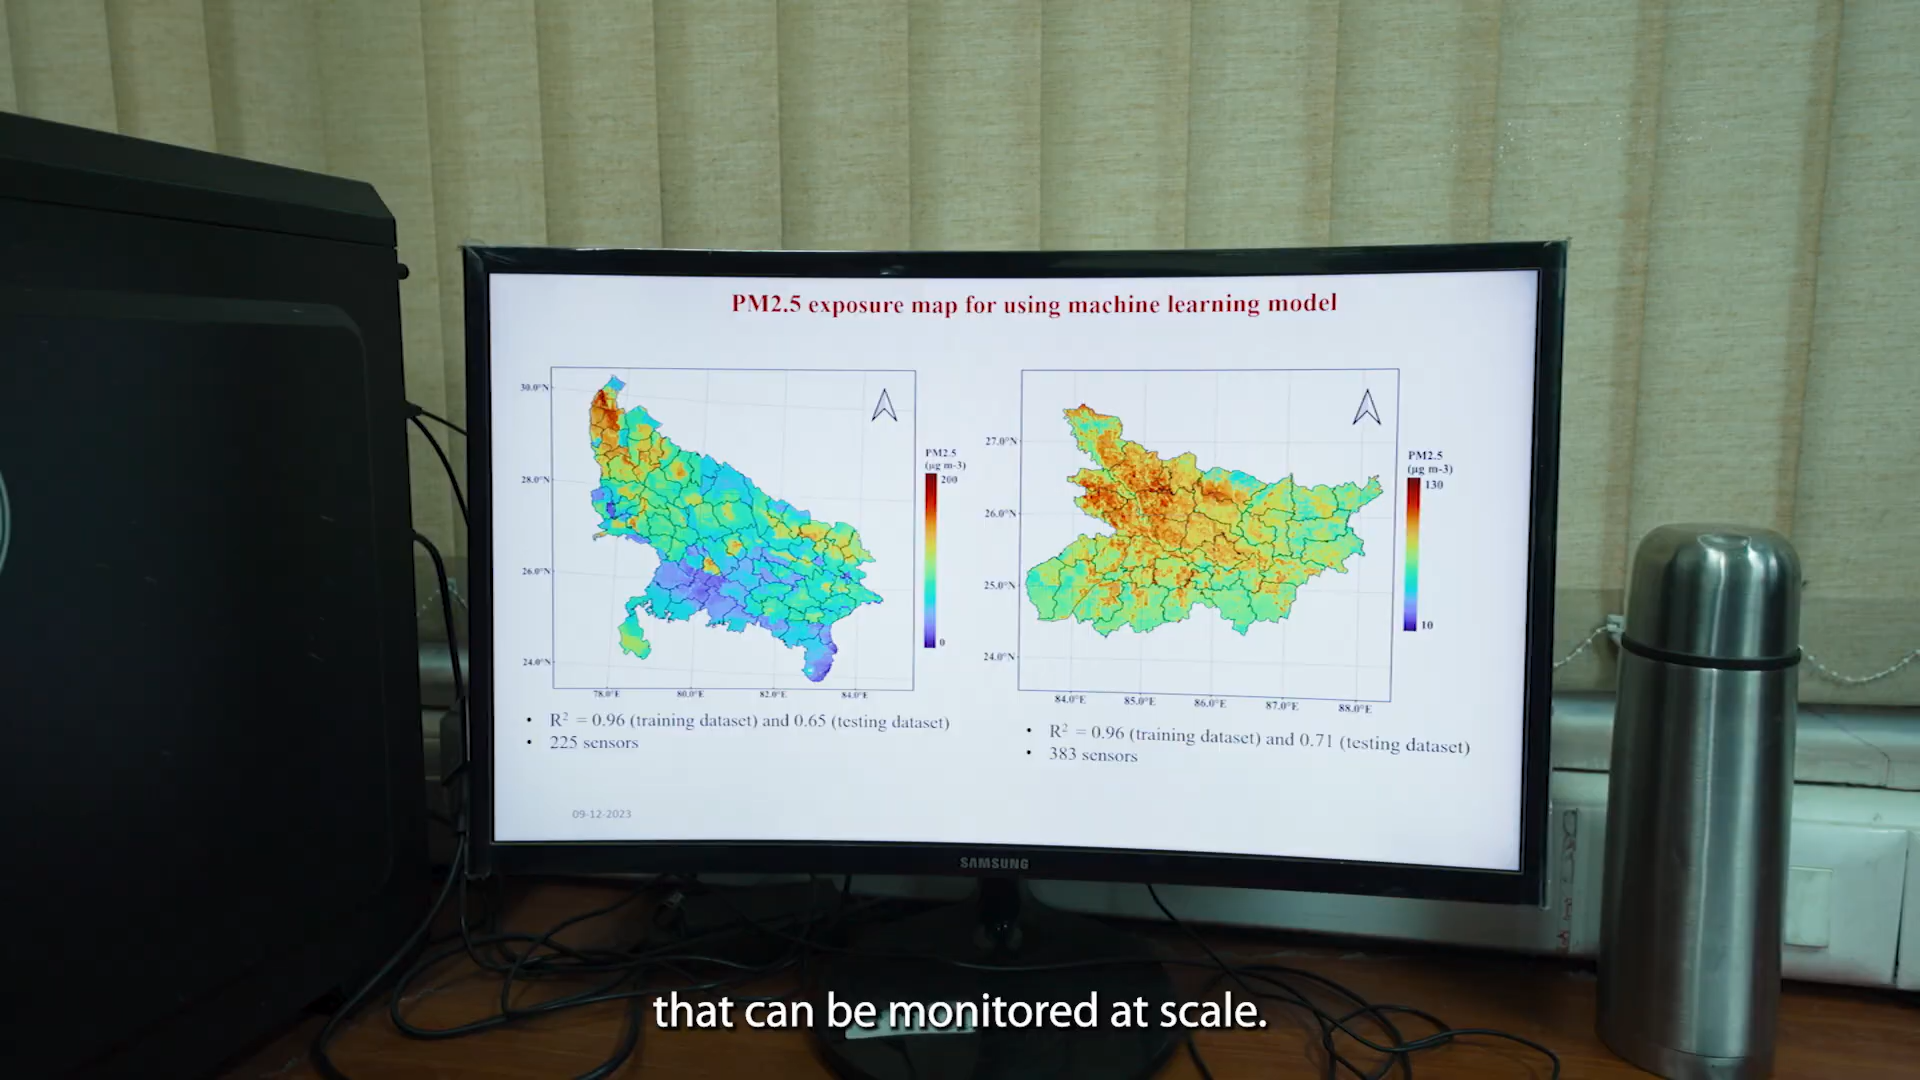 PM2.5 exposure map for using machine learning model
30.0°N
28.0°N
26.0°N
24.0°N
78.0°E 80.0°E 82.0°E 84.0°E
PM2.5
(µg m-3)
200
0
• R² = 0.96 (training dataset) and 0.65 (testing dataset)
• 225 sensors
27.0°N
26.0°N
25.0°N
24.0°N
84.0°E 85.0°E 86.0°E 87.0°E 88.0°E
PM2.5
(µg m-3)
130
10
• R² = 0.96 (training dataset) and 0.71 (testing dataset)
• 383 sensors
09-12-2023
SAMSUNG
that can be monitored at scale.